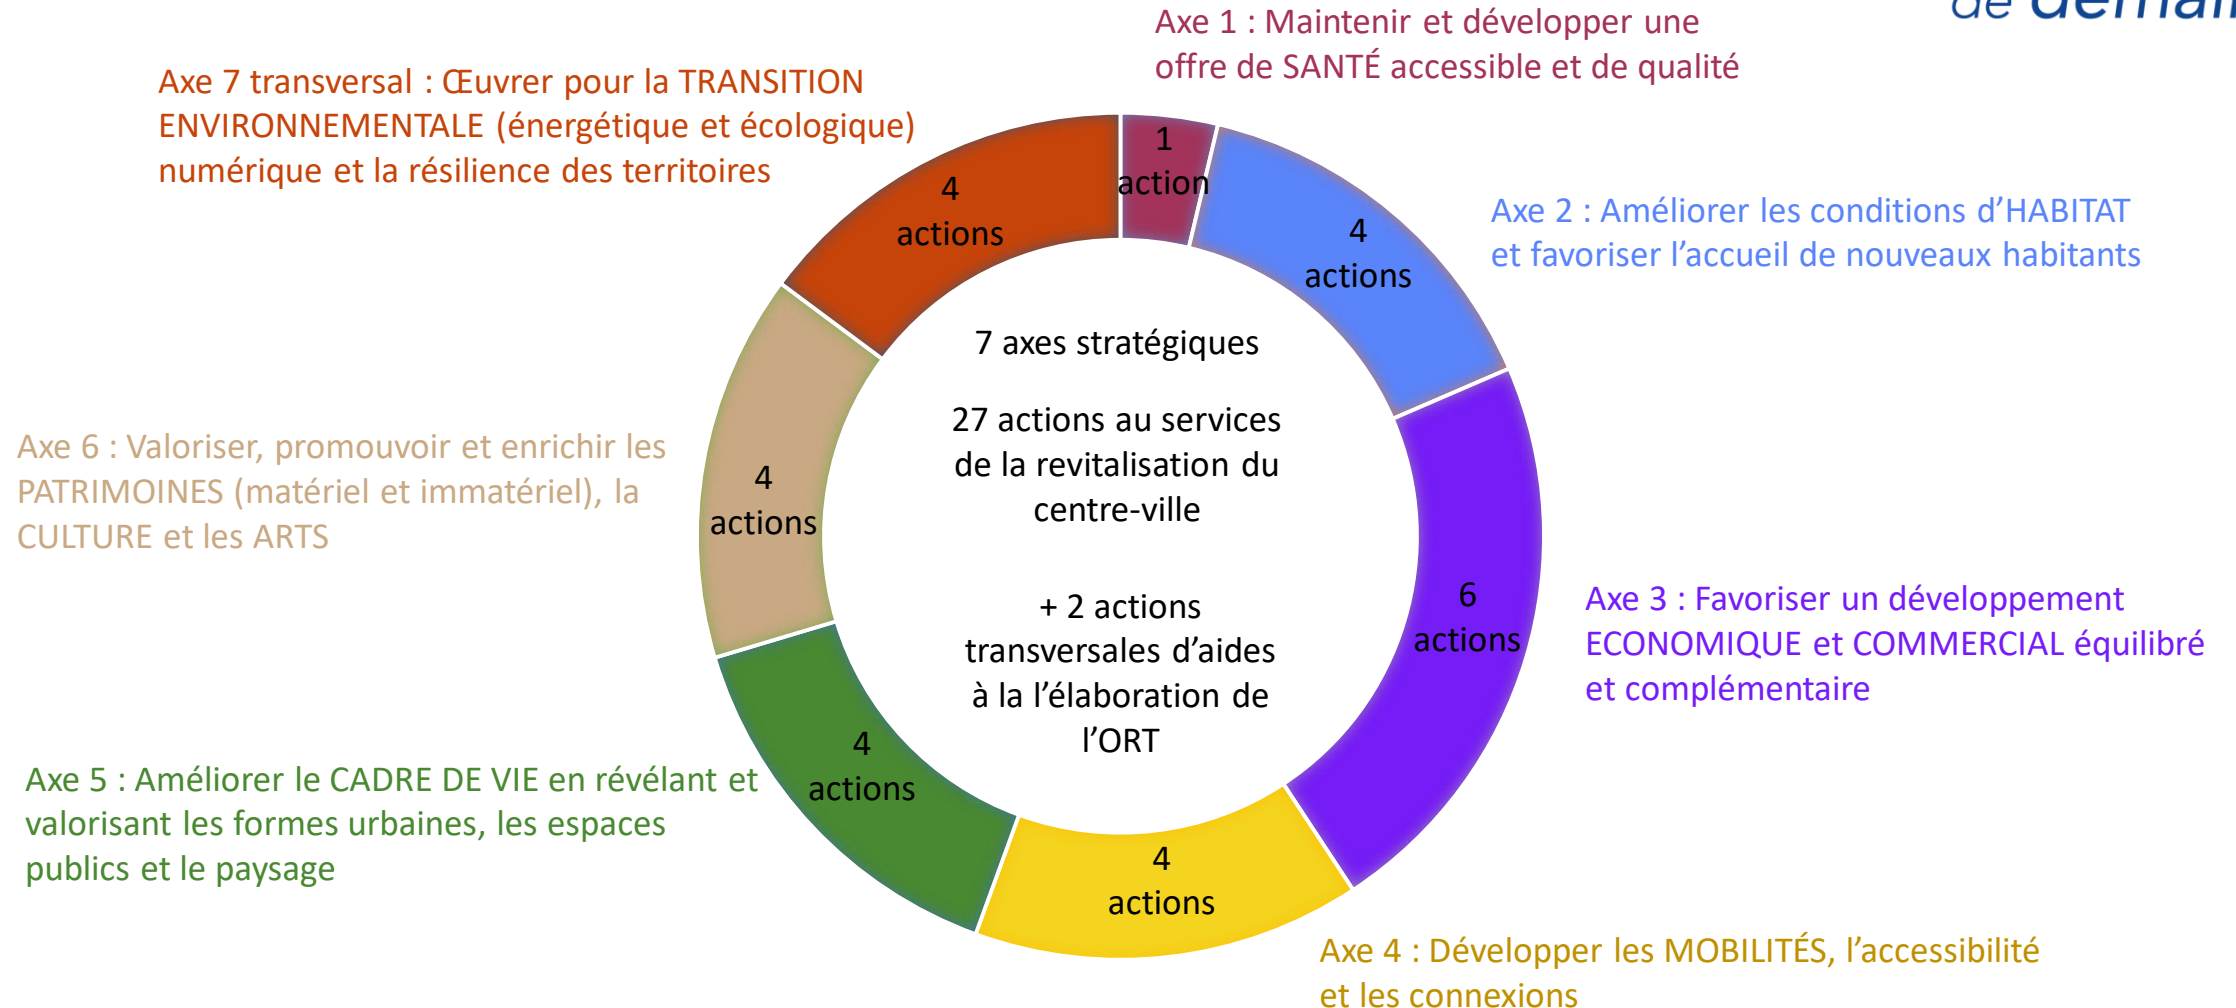 de demain
Axe 1 : Maintenir et développer une
offre de SANTÉ accessible et de qualité
Axe 7 transversal : Œuvrer pour la TRANSITION
ENVIRONNEMENTALE (énergétique et écologique)
numérique et la résilience des territoires
1
action
4
actions
4
actions
Axe 2 : Améliorer les conditions d’HABITAT
et favoriser l’accueil de nouveaux habitants
7 axes stratégiques
27 actions au services
de la revitalisation du
centre-ville
+ 2 actions
transversales d’aides
à la l’élaboration de
l’ORT
Axe 6 : Valoriser, promouvoir et enrichir les
PATRIMOINES (matériel et immatériel), la
CULTURE et les ARTS
4
actions
6
actions
Axe 3 : Favoriser un développement
ECONOMIQUE et COMMERCIAL équilibré
et complémentaire
4
actions
Axe 5 : Améliorer le CADRE DE VIE en révélant et
valorisant les formes urbaines, les espaces
publics et le paysage
4
actions
Axe 4 : Développer les MOBILITÉS, l’accessibilité
et les connexions